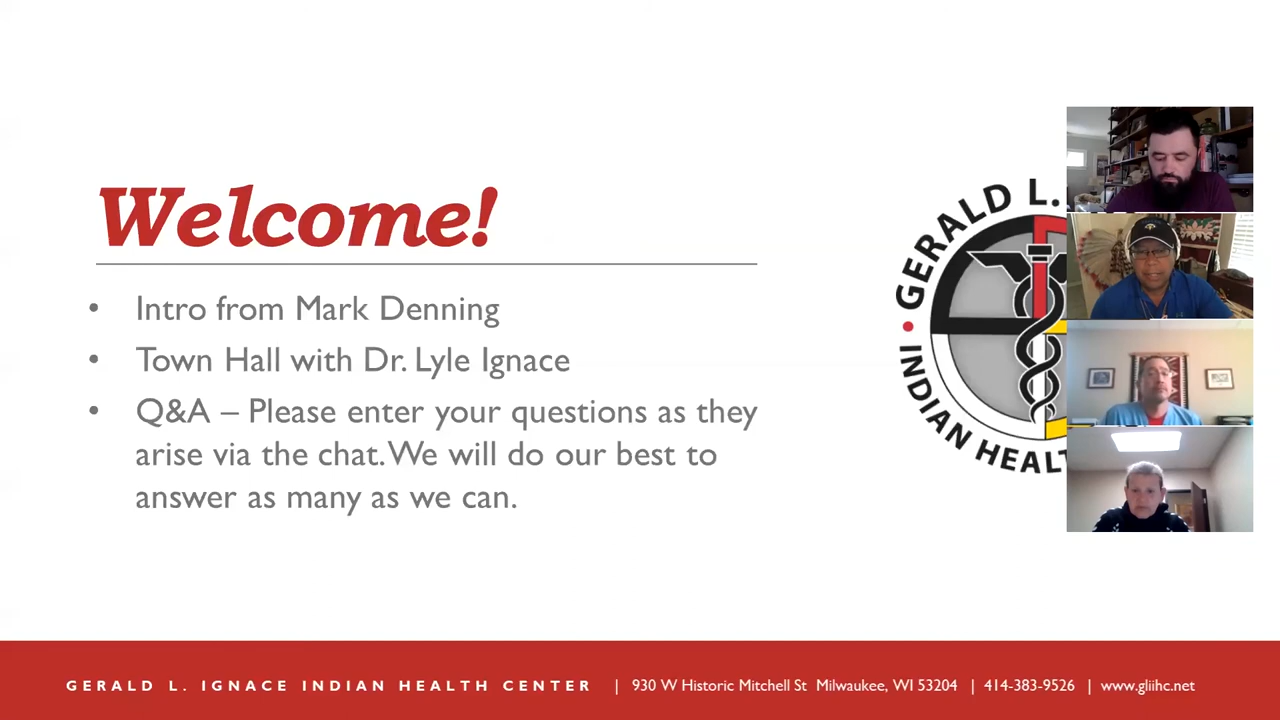 Welcome!
• Intro from Mark Denning
• Town Hall with Dr. Lyle Ignace
• Q&A – Please enter your questions as they
arise via the chat. We will do our best to
answer as many as we can.
GERALD L.
INDIAN HEALT
GERALD L. IGNACE INDIAN HEALTH CENTER | 930 W Historic Mitchell St Milwaukee, WI 53204 | 414-383-9526 | www.gliihc.net